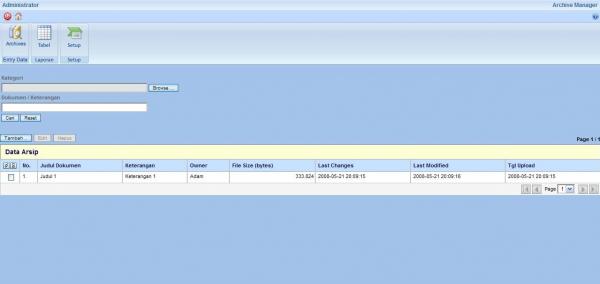 Administrator Archive Manager
Archives Tabel Setup
Entry Data Laporan Setup
Kategori
Browse...
Dokumen / Keterangan
Cari Reset
Tambah... Edit Hapus Page 1 / 1
Data Arsip
No. Judul Dokumen Keterangan Owner File Size (bytes) Last Changes Last Modified Tgl Upload
1. Judul 1 Keterangan 1 Adam 333.824 2008-05-21 20:09:15 2008-05-21 20:09:16 2008-05-21 20:09:15
Page 1